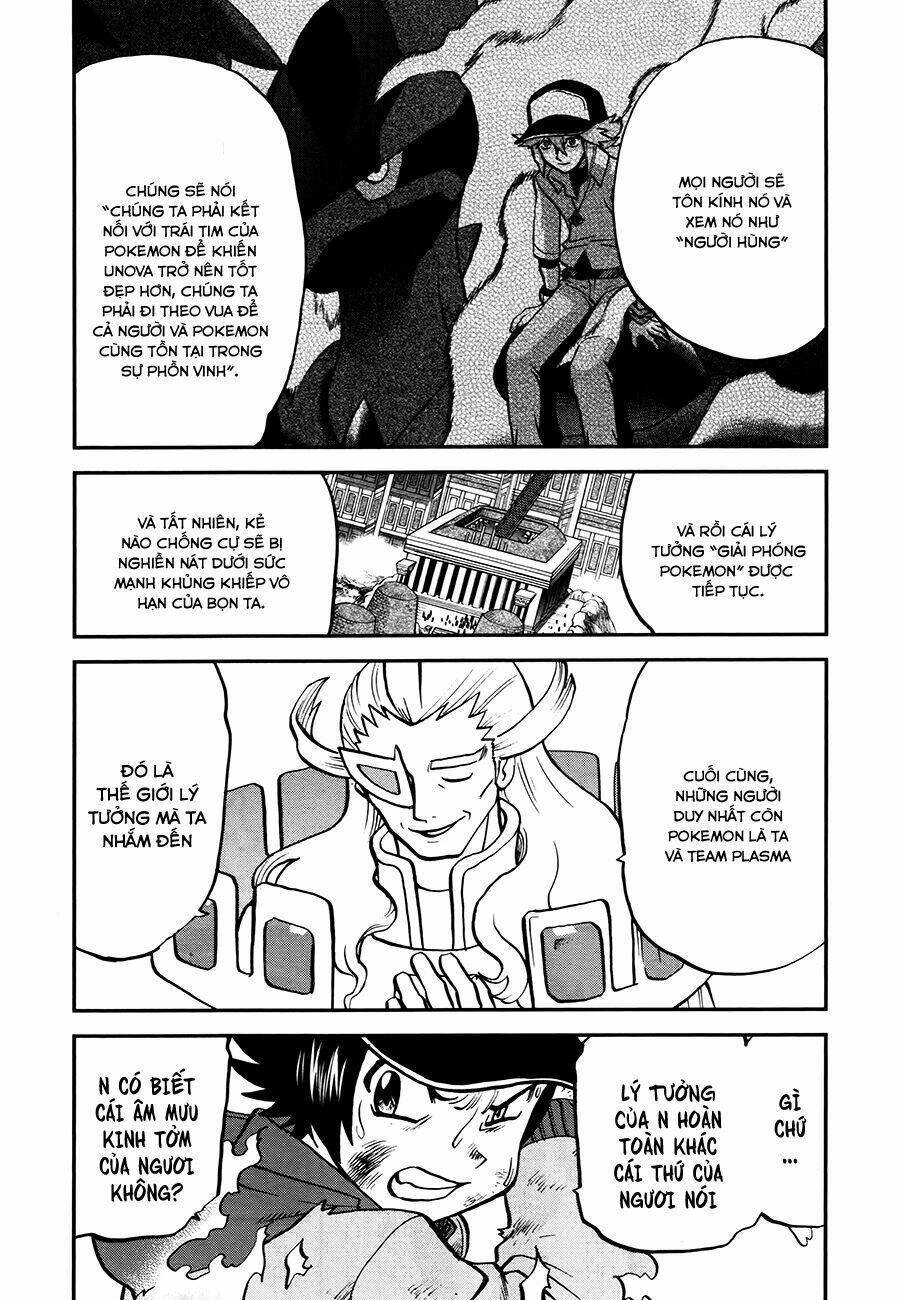 MỌI NGƯỜI SẼ
TÔN KÍNH NÓ VÀ
XEM NÓ NHƯ
“NGƯỜI HÙNG”
CHÚNG SẼ NÓI
“CHÚNG TA PHẢI KẾT
NỐI VỚI TRÁI TIM CỦA
POKEMON ĐỂ KHIẾN
UNOVA TRỞ NÊN TỐT
ĐẸP HƠN, CHÚNG TA
PHẢI ĐI THEO VUA ĐỂ
CẢ NGƯỜI VÀ POKEMON
CÙNG TỒN TẠI TRONG
SỰ PHỒN VINH”.
VÀ RỒI CÁI LÝ
TƯỞNG “GIẢI PHÓNG
POKEMON” ĐƯỢC
TIẾP TỤC.
VÀ TẤT NHIÊN, KẺ
NÀO CHỐNG CỰ SẼ BỊ
NGHIỀN NÁT DƯỚI SỨC
MẠNH KHỦNG KHIẾP VÔ
HẠN CỦA BỌN TA.
CUỐI CÙNG,
NHỮNG NGƯỜI
DUY NHẤT CÒN
POKEMON LÀ TA
VÀ TEAM PLASMA
ĐÓ LÀ
THẾ GIỚI LÝ
TƯỞNG MÀ TA
NHẮM ĐẾN
GÌ
CHỨ
...
LÝ TƯỞNG
CỦA N HOÀN
TOÀN KHÁC
CÁI THỨ CỦA
NGƯƠI NÓI
N CÓ BIẾT
CÁI ÂM MƯU
KINH TỞM
CỦA NGƯƠI
KHÔNG?